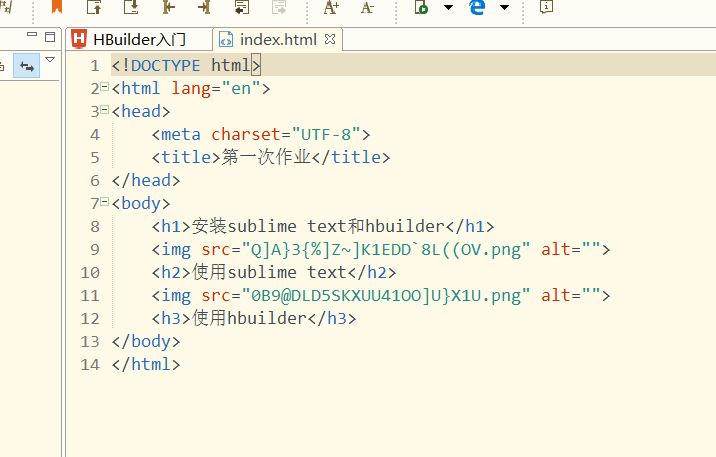 HBuilder入门 index.html
1 <!DOCTYPE html>
2 <html lang="en">
3 <head>
4 <meta charset="UTF-8">
5 <title>第一次作业</title>
6 </head>
7 <body>
8 <h1>安装sublime text和hbuilder</h1>
9 <img src="Q]A}3{%]Z~]K1EDD`8L((OV.png" alt="">
10 <h2>使用sublime text</h2>
11 <img src="0B9@DLD5SKXUU41OO]U}X1U.png" alt="">
12 <h3>使用hbuilder</h3>
13 </body>
14 </html>